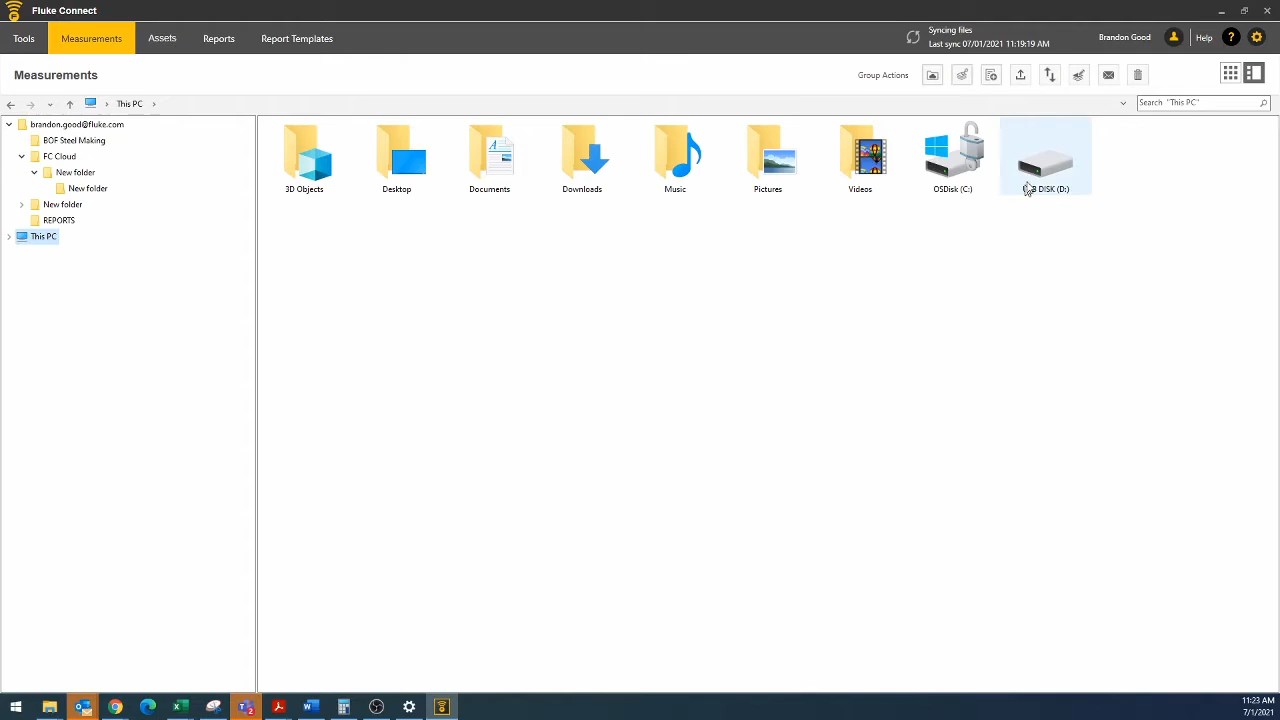 Fluke Connect
Tools
Measurements
Assets
Reports
Report Templates
Syncing files
Last sync 07/01/2021 11:19:19 AM
Brandon Good
Help
?
Measurements
Group Actions
This PC
Search "This PC"
brandon.good@fluke.com
BOF Steel Making
FC Cloud
New folder
New folder
New folder
REPORTS
This PC
3D Objects
Desktop
Documents
Downloads
Music
Pictures
Videos
OSDisk (C:)
DISK (D:)
11:23 AM
7/1/2021